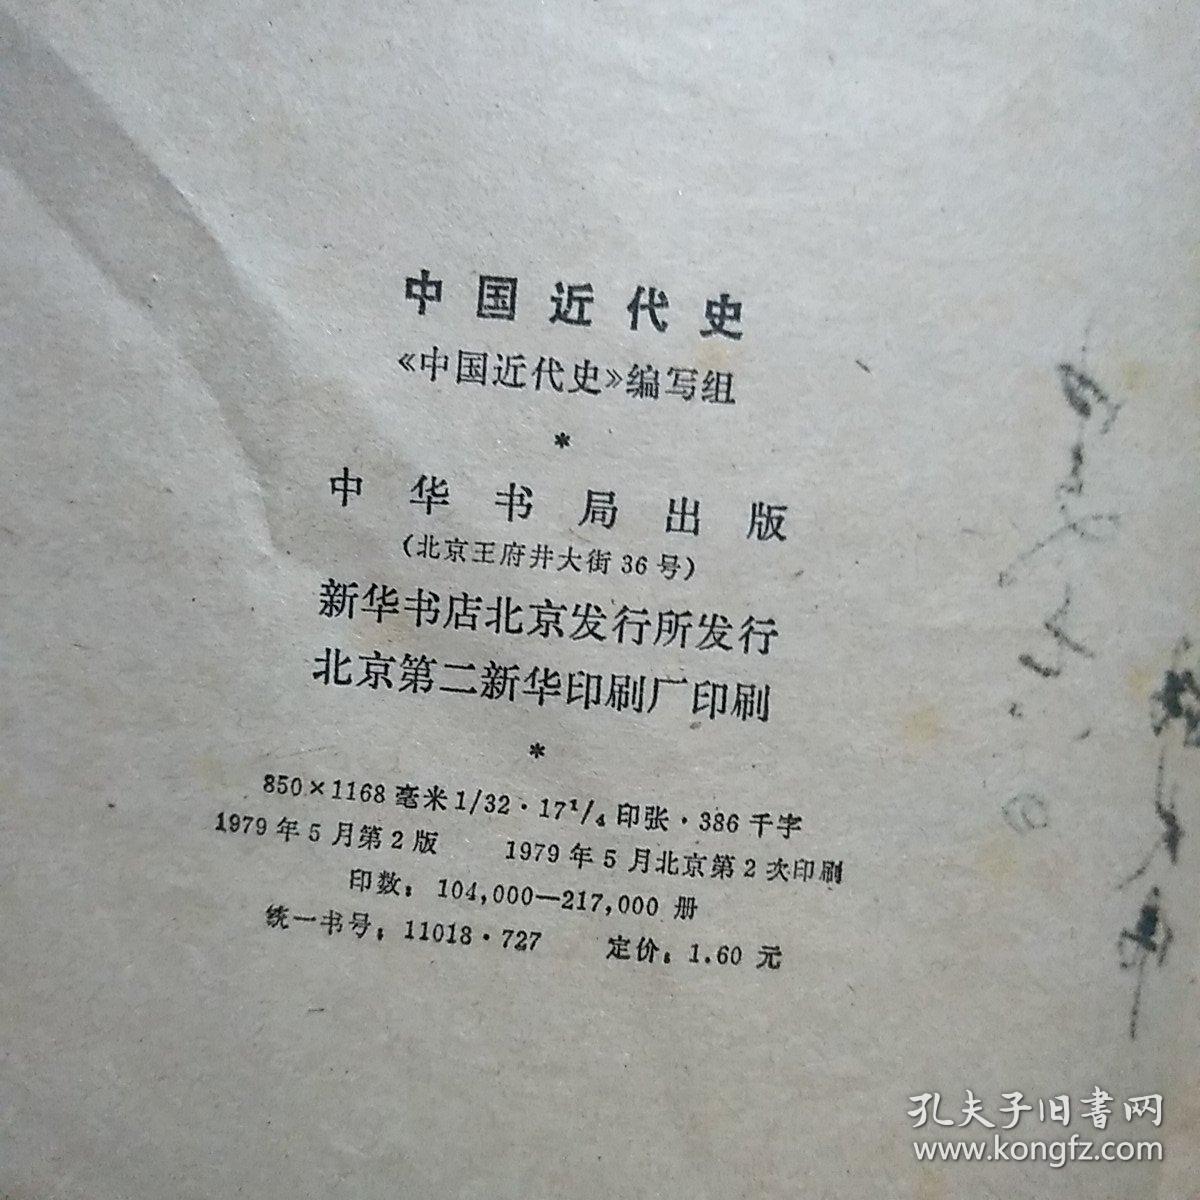 中国近代史
《中国近代史》编写组
*
中华书局出版
(北京王府井大街36号)
新华书店北京发行所发行
北京第二新华印刷厂印刷
*
850×1168毫米1/32·17¹/₄印张·386千字
1979年5月第2版 1979年5月北京第2次印刷
印数:104,000—217,000册
统一书号:11018·727 定价:1.60元
孔夫子旧書网
www.kongfz.com